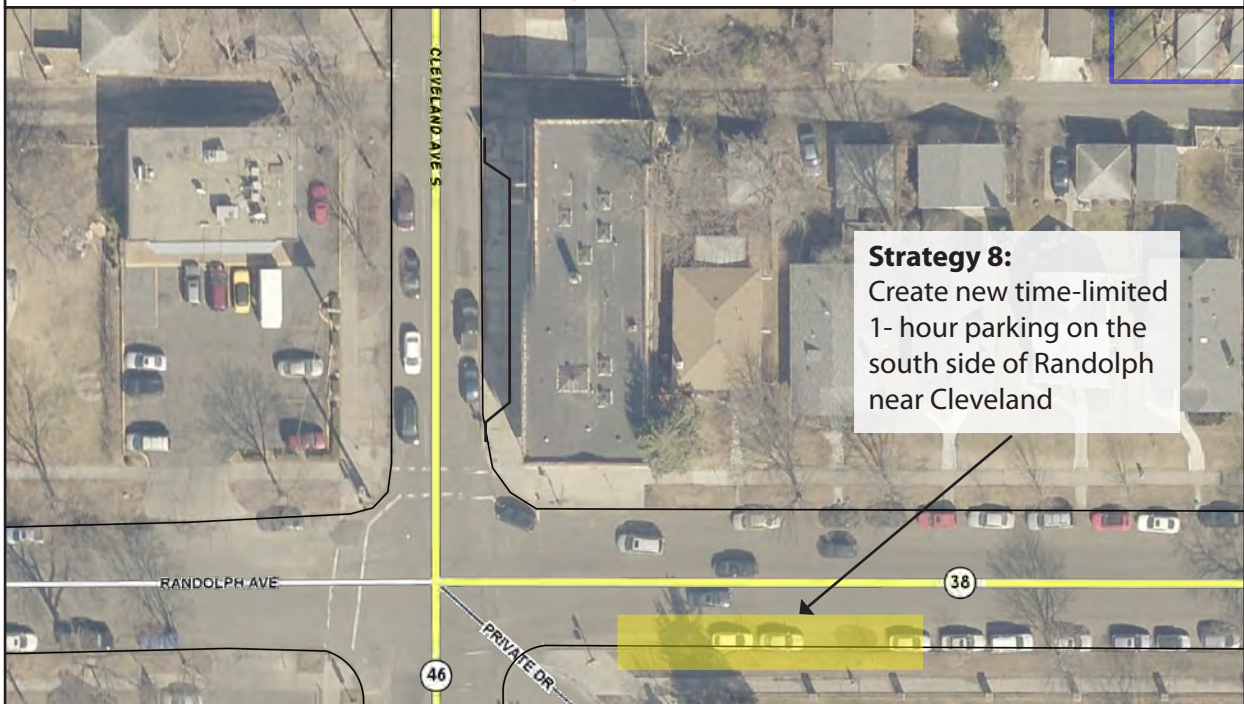 CLEVELAND AVE S
Strategy 8:
Create new time-limited
1- hour parking on the
south side of Randolph
near Cleveland
RANDOLPH AVE
38
PRIVATE DR
46